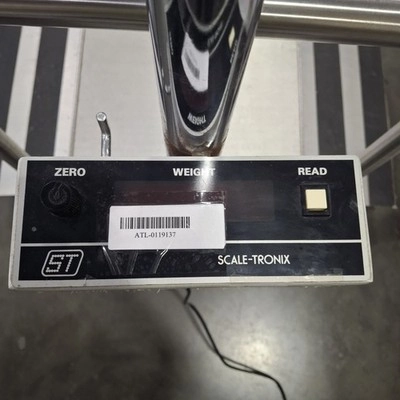 ZERO WEIGHT READ
ATL-0119137
ST SCALE-TRONIX